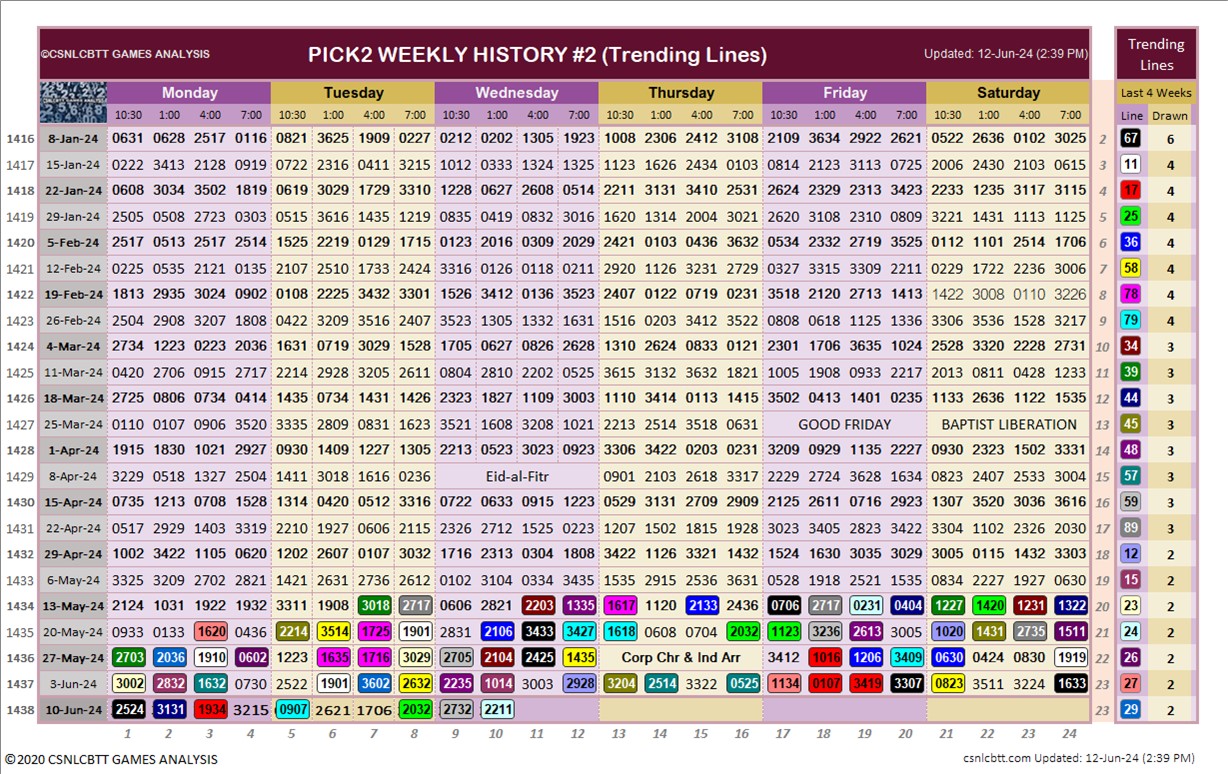 ©CSNLCBTT GAMES ANALYSIS PICK2 WEEKLY HISTORY #2 (Trending Lines) Updated: 12-Jun-24 (2:39 PM) Trending Lines
Monday Tuesday Wednesday Thursday Friday Saturday Last 4 Weeks
10:30 1:00 4:00 7:00 10:30 1:00 4:00 7:00 10:30 1:00 4:00 7:00 10:30 1:00 4:00 7:00 10:30 1:00 4:00 7:00 10:30 1:00 4:00 7:00 Line Drawn
1416 8-Jan-24 0631 0628 2517 0116 0821 3625 1909 0227 0212 0202 1305 1923 1008 2306 2412 3108 2109 3634 2922 2621 0522 2636 0102 3025 2 67 6
1417 15-Jan-24 0222 3413 2128 0919 0722 2316 0411 3215 1012 0333 1324 1325 1123 1626 2434 0103 0814 2123 3113 0725 2006 2430 2103 0615 3 11 4
1418 22-Jan-24 0608 3034 3502 1819 0619 3029 1729 3310 1228 0627 2608 0514 2211 3131 3410 2531 2624 2329 2313 3423 2233 1235 3117 3115 4 17 4
1419 29-Jan-24 2505 0508 2723 0303 0515 3616 1435 1219 0835 0419 0832 3016 1620 1314 2004 3021 2620 3108 2310 0809 3221 1431 1113 1125 5 25 4
1420 5-Feb-24 2517 0513 2517 2514 1525 2219 0129 1715 0123 2016 0309 2029 2421 0103 0436 3632 0534 2332 2719 3525 0112 1101 2514 1706 6 36 4
1421 12-Feb-24 0225 0535 2121 0135 2107 2510 1733 2424 3316 0126 0118 0211 2920 1126 3231 2729 0327 3315 3309 2211 0229 1722 2236 3006 7 58 4
1422 19-Feb-24 1813 2935 3024 0902 0108 2225 3432 3301 1526 3412 0136 3523 2407 0122 0719 0231 3518 2120 2713 1413 1422 3008 0110 3226 8 78 4
1423 26-Feb-24 2504 2908 3207 1808 0422 3209 3516 2407 3523 1305 1332 1631 1516 0203 3412 3522 0808 0618 1125 1336 3306 3536 1528 3217 9 79 4
1424 4-Mar-24 2734 1223 0223 2036 1631 0719 3029 1528 1705 0627 0826 2628 1310 2624 0833 0121 2301 1706 3635 1024 2528 3320 2228 2731 10 34 3
1425 11-Mar-24 0420 2706 0915 2717 2214 2928 3205 2611 0804 2810 2202 0525 3615 3132 3632 1821 1005 1908 0933 2217 2013 0811 0428 1233 11 39 3
1426 18-Mar-24 2725 0806 0734 0414 1435 0734 1431 1426 2323 1827 1109 3003 1110 3414 0113 1415 3502 0413 1401 0235 1133 2636 1122 1535 12 44 3
1427 25-Mar-24 0110 0107 0906 3520 3335 2809 0831 1623 3521 1608 3208 1021 2213 2514 3518 0631 GOOD FRIDAY BAPTIST LIBERATION 13 45 3
1428 1-Apr-24 1915 1830 1021 2927 0930 1409 1227 1305 2213 0523 3023 0923 3306 3422 0203 0231 3209 0929 1135 2227 0930 2323 1502 3331 14 48 3
1429 8-Apr-24 3229 0518 1327 2504 1411 3018 1616 0236 Eid-al-Fitr 0901 2103 2618 3317 2229 2724 3628 1634 0823 2407 2533 3004 15 57 3
1430 15-Apr-24 0735 1213 0708 1528 1314 0420 0512 3316 0722 0633 0915 1223 0529 3131 2709 2909 2125 2611 0716 2923 1307 3520 3036 3616 16 59 3
1431 22-Apr-24 0517 2929 1403 3319 2210 1927 0606 2115 2326 2712 1525 0223 1207 1502 1815 1928 3023 3405 2823 3422 3304 1102 2326 2030 17 89 3
1432 29-Apr-24 1002 3422 1105 0620 1202 2607 0107 3032 1716 2313 0304 1808 3422 1126 3321 1432 1524 1630 3035 3029 3005 0115 1432 3303 18 12 2
1433 6-May-24 3325 3209 2702 2821 1421 2631 2736 2612 0102 3104 0334 3435 1535 2915 2536 3631 0528 1918 2521 1535 0834 2227 1927 0630 19 15 2
1434 13-May-24 2124 1031 1922 1932 3311 1908 3018 2717 0606 2821 2203 1335 1617 1120 2133 2436 0706 2717 0231 0404 1227 1420 1231 1322 20 23 2
1435 20-May-24 0933 0133 1620 0436 2214 3514 1725 1901 2831 2106 3433 3427 1618 0608 0704 2032 1123 3236 2613 3005 1020 1431 2735 1511 21 24 2
1436 27-May-24 2703 2036 1910 0602 1223 1635 1716 3029 2705 2104 2425 1435 Corp Chr & Ind Arr 3412 1016 1206 3409 0630 0424 0830 1919 22 26 2
1437 3-Jun-24 3002 2832 1632 0730 2522 1901 3602 2632 2235 1014 3003 2928 3204 2514 3322 0525 1134 0107 3419 3307 0823 3511 3224 1633 23 27 2
1438 10-Jun-24 2524 3131 1934 3215 0907 2621 1706 2032 2732 2211 23 29 2
1 2 3 4 5 6 7 8 9 10 11 12 13 14 15 16 17 18 19 20 21 22 23 24
©2020 CSNLCBTT GAMES ANALYSIS csnlcbtt.com Updated: 12-Jun-24 (2:39 PM)